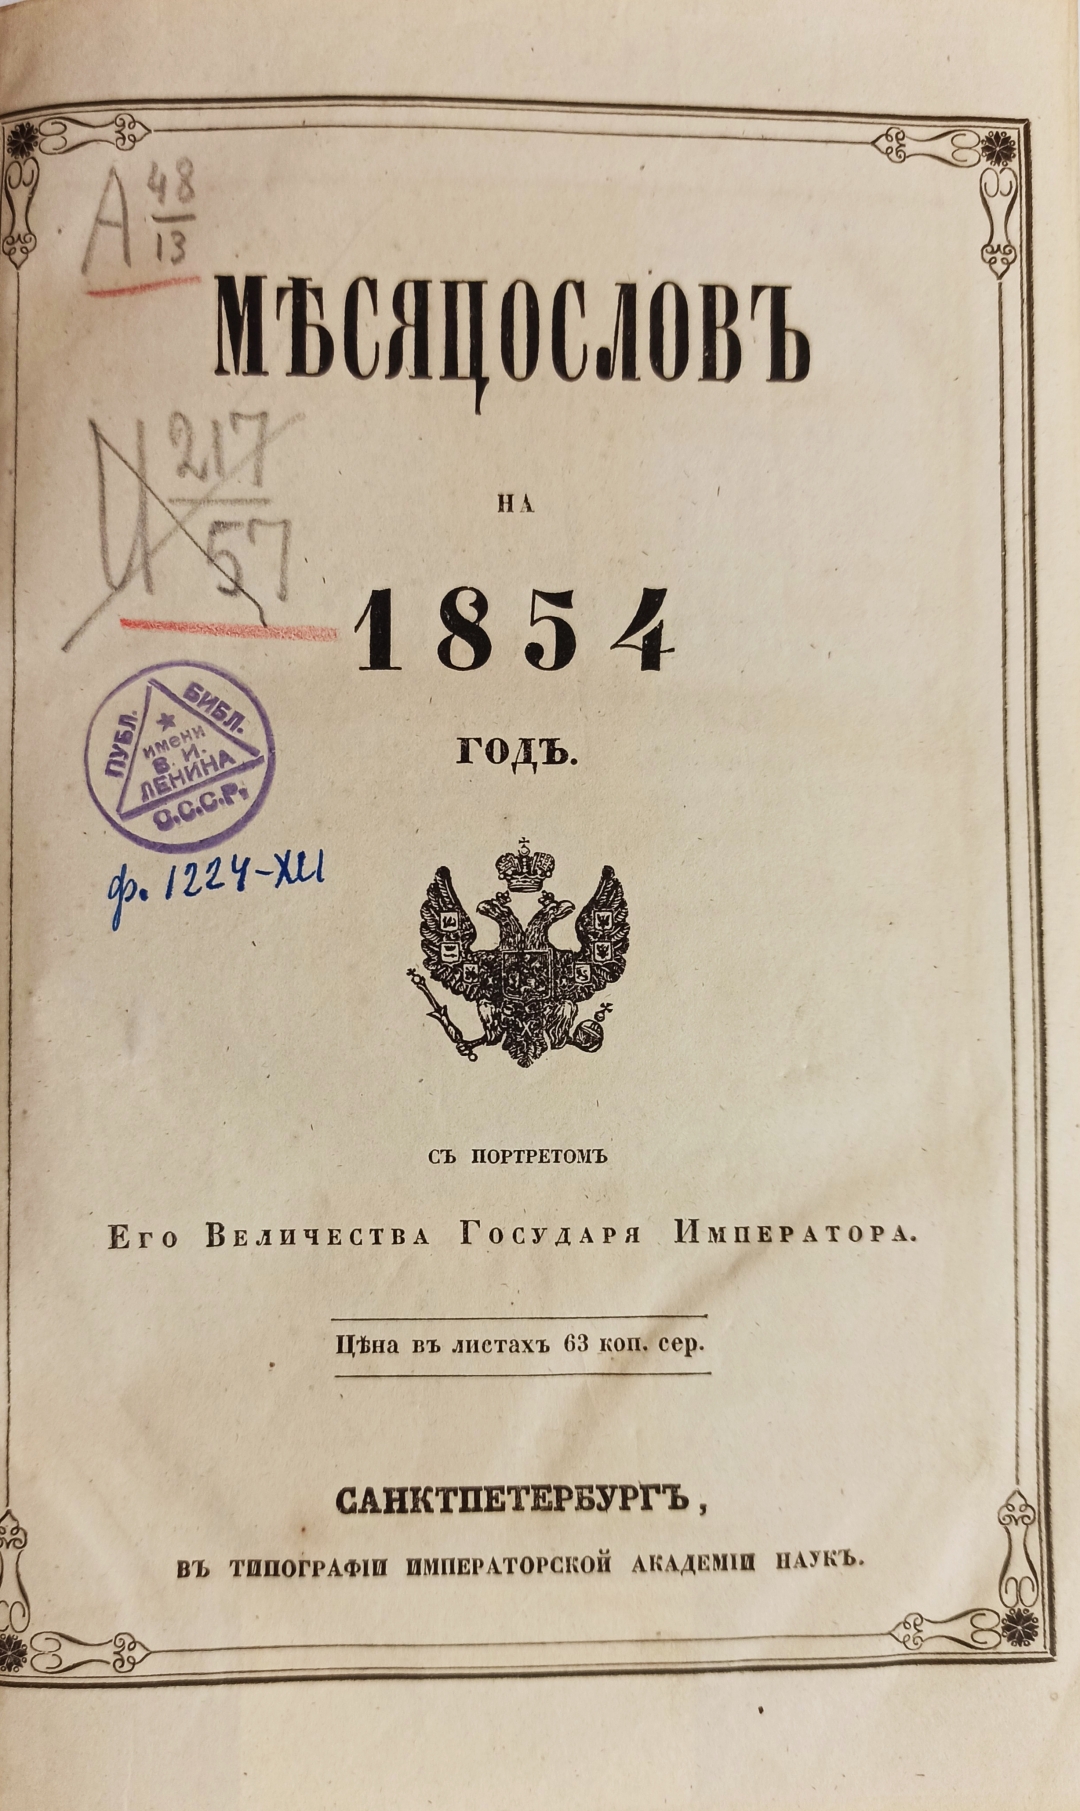 А 48
13
МѢСЯЦОСЛОВЪ
217
57
НА
1854
ГОДЪ.
ПУБЛ. БИБЛ.
имени
В. И.
ЛЕНИНА
С.С.С.Р.
ф. 1224-XLI
СЪ ПОРТРЕТОМЪ
ЕГО ВЕЛИЧЕСТВА ГОСУДАРЯ ИМПЕРАТОРА.
Цѣна въ листахъ 63 коп. сер.
САНКТПЕТЕРБУРГЪ,
ВЪ ТИПОГРАФІИ ИМПЕРАТОРСКОЙ АКАДЕМІИ НАУКЪ.